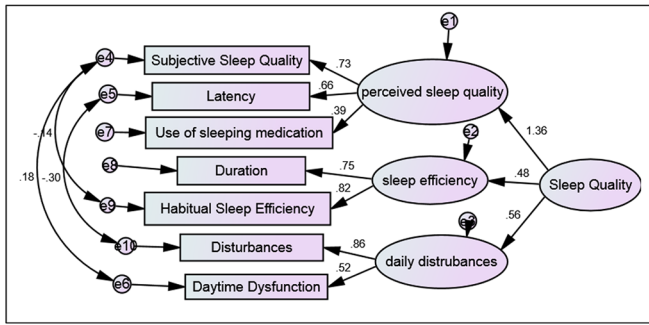 e1
e4
Subjective Sleep Quality
.73
e5
Latency
.66
perceived sleep quality
e7
Use of sleeping medication
.39
-.14
e2
1.36
e8
Duration
.75
sleep efficiency
.48
Sleep Quality
.18
-.30
e9
Habitual Sleep Efficiency
.82
.56
e10
Disturbances
.86
daily distrubances
e6
Daytime Dysfunction
.52